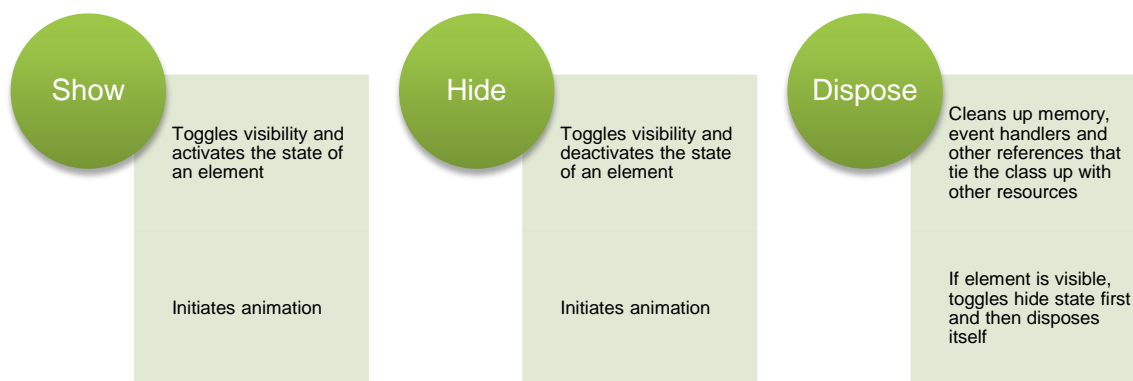 Show
Toggles visibility and
activates the state of
an element
Initiates animation
Hide
Toggles visibility and
deactivates the state
of an element
Initiates animation
Dispose
Cleans up memory,
event handlers and
other references that
tie the class up with
other resources
If element is visible,
toggles hide state first
and then disposes
itself